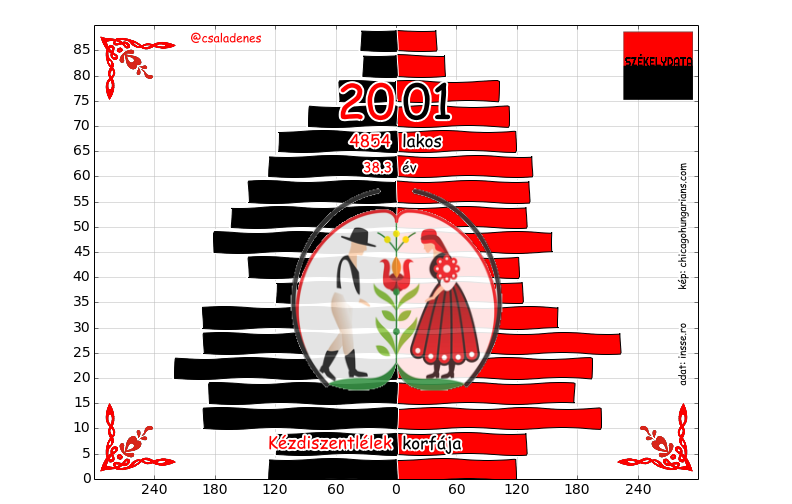 @csaladenes
SZÉKELYDATA
2001
4854 lakos
38.3 év
kép: chicagohungarians.com
adat: insse.ro
Kézdiszentlélek korfája
85
80
75
70
65
60
55
50
45
40
35
30
25
20
15
10
5
0
240 180 120 60 0 60 120 180 240